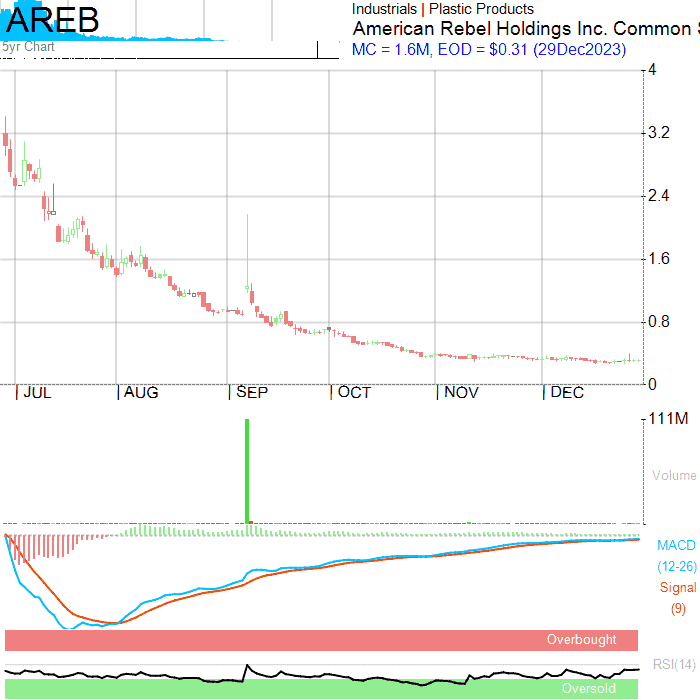 AREB
5yr Chart
Industrials | Plastic Products
American Rebel Holdings Inc. Common S
MC = 1.6M, EOD = $0.31 (29Dec2023)
4
3.2
2.4
1.6
0.8
0
JUL AUG SEP OCT NOV DEC
111M
Volume
MACD
(12-26)
Signal
(9)
Overbought
RSI(14)
Oversold